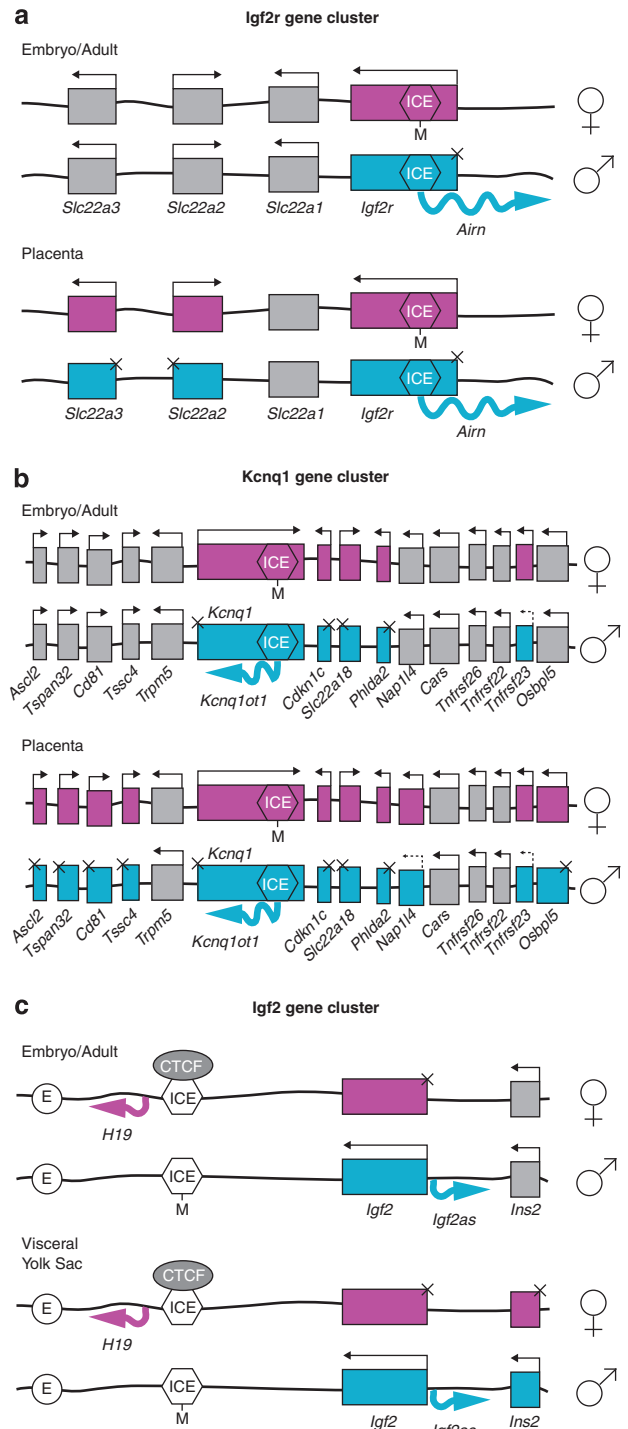 a
Igf2r gene cluster
Embryo/Adult
ICE
M
ICE
Slc22a3 Slc22a2 Slc22a1 Igf2r
Airn
Placenta
ICE
M
ICE
Slc22a3 Slc22a2 Slc22a1 Igf2r
Airn
b
Kcnq1 gene cluster
Embryo/Adult
ICE
M
Kcnq1
ICE
Kcnq1ot1
Ascl2 Tspan32 Cd81 Tssc4 Trpm5 Cdkn1c Slc22a18 Phlda2 Nap1l4 Cars Tnfrsf26 Tnfrsf22 Tnfrsf23 Osbpl5
Placenta
ICE
M
Kcnq1
ICE
Kcnq1ot1
Ascl2 Tspan32 Cd81 Tssc4 Trpm5 Cdkn1c Slc22a18 Phlda2 Nap1l4 Cars Tnfrsf26 Tnfrsf22 Tnfrsf23 Osbpl5
c
Igf2 gene cluster
Embryo/Adult
CTCF
E ICE
H19
E ICE
M
Igf2 Igf2as Ins2
Visceral
Yolk Sac
CTCF
E ICE
H19
E ICE
M
Igf2 Ins2